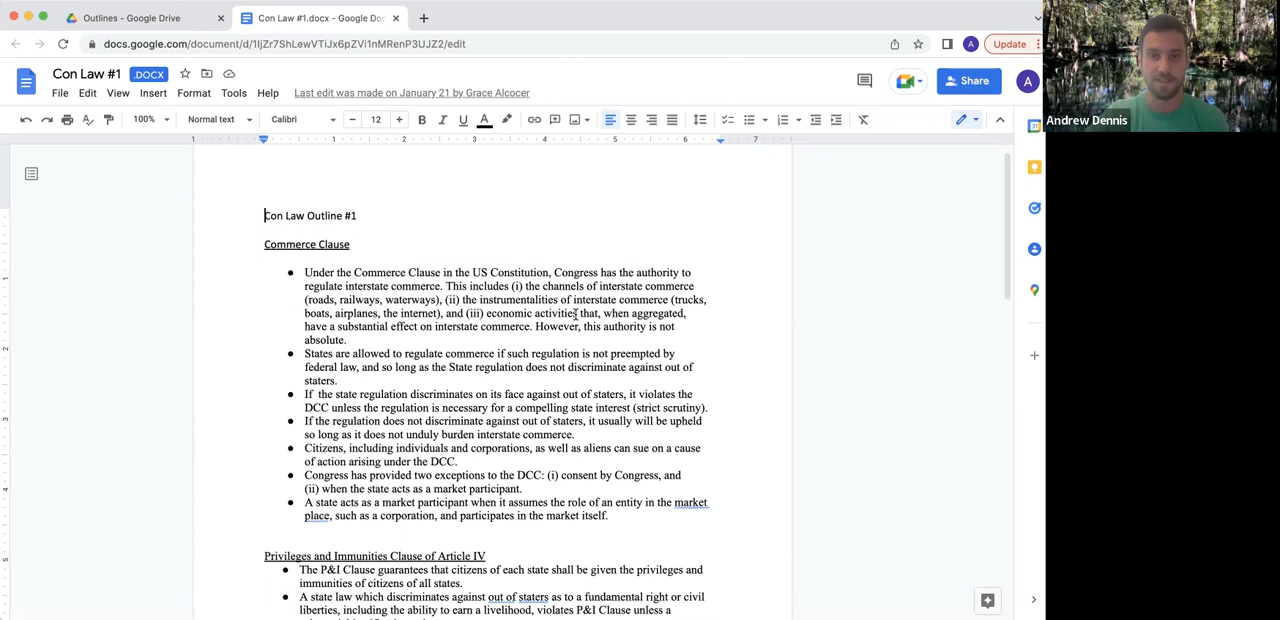 Outlines - Google Drive
Con Law #1.docx - Google Doc
docs.google.com/document/d/1IjZr7ShLewVTiJx6pZVi1nMRenP3UJZ2/edit
A
Update
Con Law #1
.DOCX
File Edit View Insert Format Tools Help Last edit was made on January 21 by Grace Alcocer
Share
A
100% Normal text Calibri 12
B I U A
1 1 2 3 4 5 6 7
Andrew Dennis
Con Law Outline #1
Commerce Clause
● Under the Commerce Clause in the US Constitution, Congress has the authority to
regulate interstate commerce. This includes (i) the channels of interstate commerce
(roads, railways, waterways), (ii) the instrumentalities of interstate commerce (trucks,
boats, airplanes, the internet), and (iii) economic activities that, when aggregated,
have a substantial effect on interstate commerce. However, this authority is not
absolute.
● States are allowed to regulate commerce if such regulation is not preempted by
federal law, and so long as the State regulation does not discriminate against out of
staters.
● If the state regulation discriminates on its face against out of staters, it violates the
DCC unless the regulation is necessary for a compelling state interest (strict scrutiny).
● If the regulation does not discriminate against out of staters, it usually will be upheld
so long as it does not unduly burden interstate commerce.
● Citizens, including individuals and corporations, as well as aliens can sue on a cause
of action arising under the DCC.
● Congress has provided two exceptions to the DCC: (i) consent by Congress, and
(ii) when the state acts as a market participant.
● A state acts as a market participant when it assumes the role of an entity in the market
place, such as a corporation, and participates in the market itself.
Privileges and Immunities Clause of Article IV
● The P&I Clause guarantees that citizens of each state shall be given the privileges and
immunities of citizens of all states.
● A state law which discriminates against out of staters as to a fundamental right or civil
liberties, including the ability to earn a livelihood, violates P&I Clause unless a